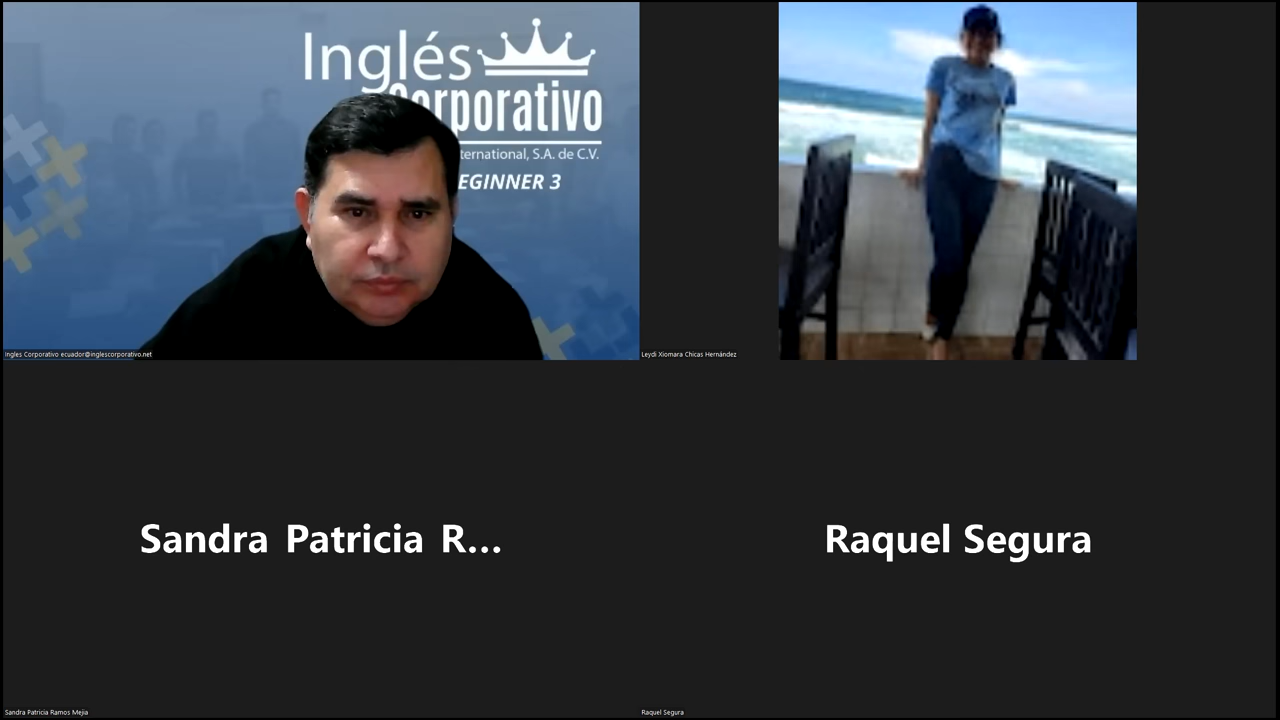 Inglés
Corporativo
ternational, S.A. de C.V.
EGINNER 3
Ingles Corporativo ecuador@inglescorporativo.net
Leydi Xiomara Chicas Hernández
Sandra Patricia R...
Raquel Segura
Sandra Patricia Ramos Mejia
Raquel Segura